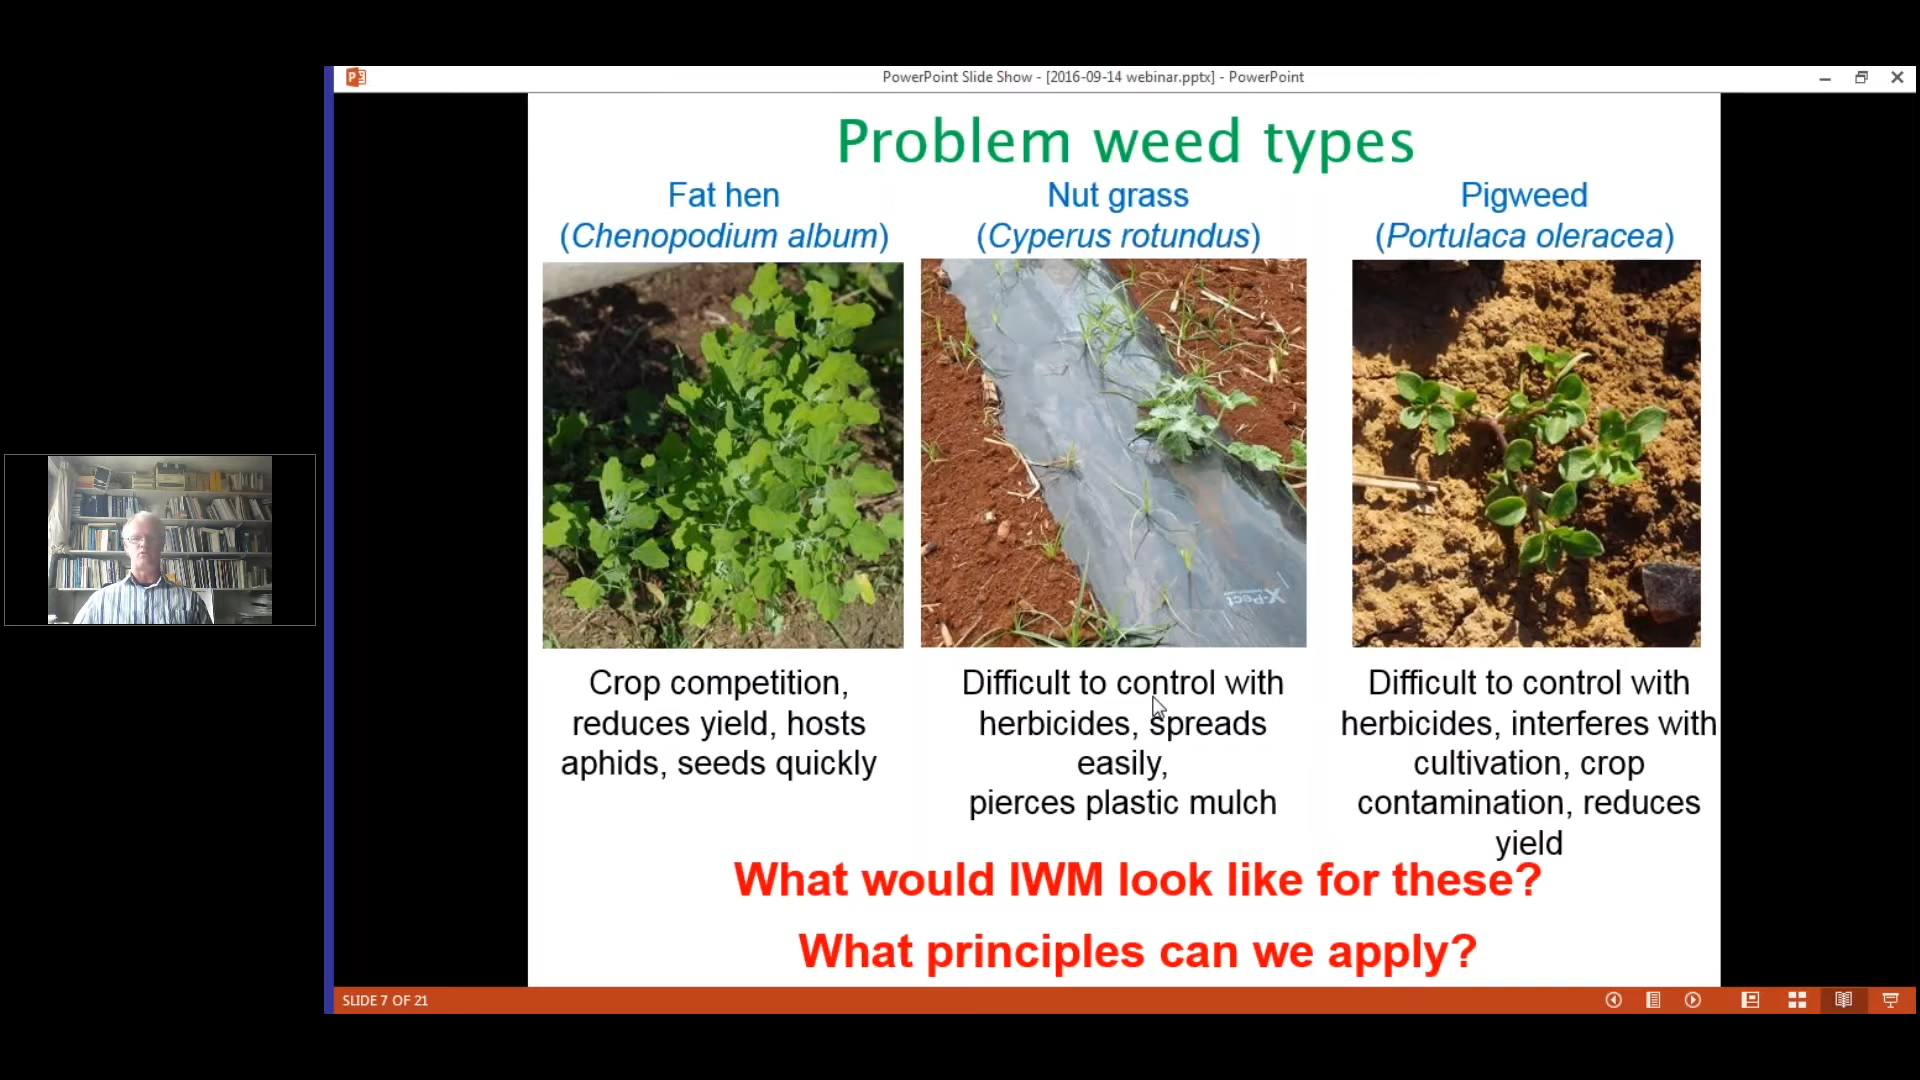 PowerPoint Slide Show - [2016-09-14 webinar.pptx] - PowerPoint
Problem weed types
Fat hen
(Chenopodium album)
Nut grass
(Cyperus rotundus)
Pigweed
(Portulaca oleracea)
X-Pect
Crop competition,
reduces yield, hosts
aphids, seeds quickly
Difficult to control with
herbicides, spreads
easily,
pierces plastic mulch
Difficult to control with
herbicides, interferes with
cultivation, crop
contamination, reduces
yield
What would IWM look like for these?
What principles can we apply?
SLIDE 7 OF 21